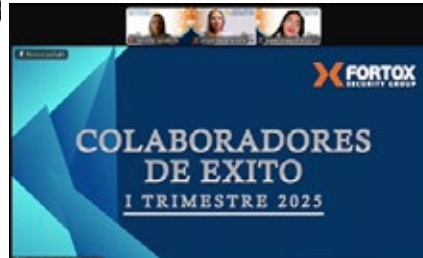 FORTOX
SECURITY GROUP
COLABORADORES
DE EXITO
I TRIMESTRE 2025